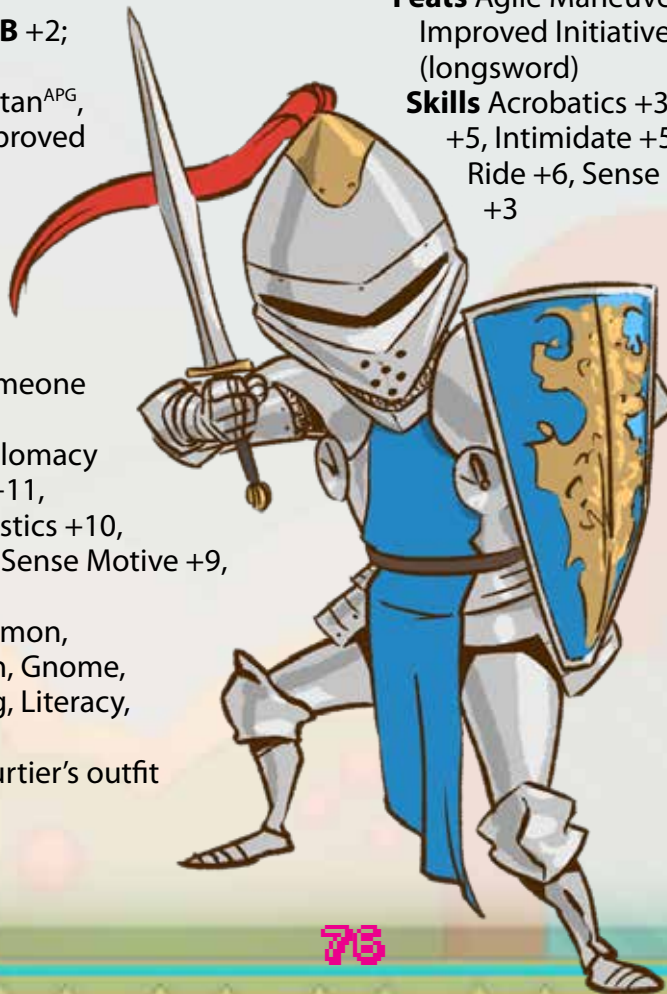 B +2;
tanAPG,
proved
meone
lomacy
+11,
stics +10,
Sense Motive +9,
mon,
n, Gnome,
g, Literacy,
urtier's outfit
Feats Agile Maneuve
Improved Initiative
(longsword)
Skills Acrobatics +3
+5, Intimidate +5
Ride +6, Sense
+3
78